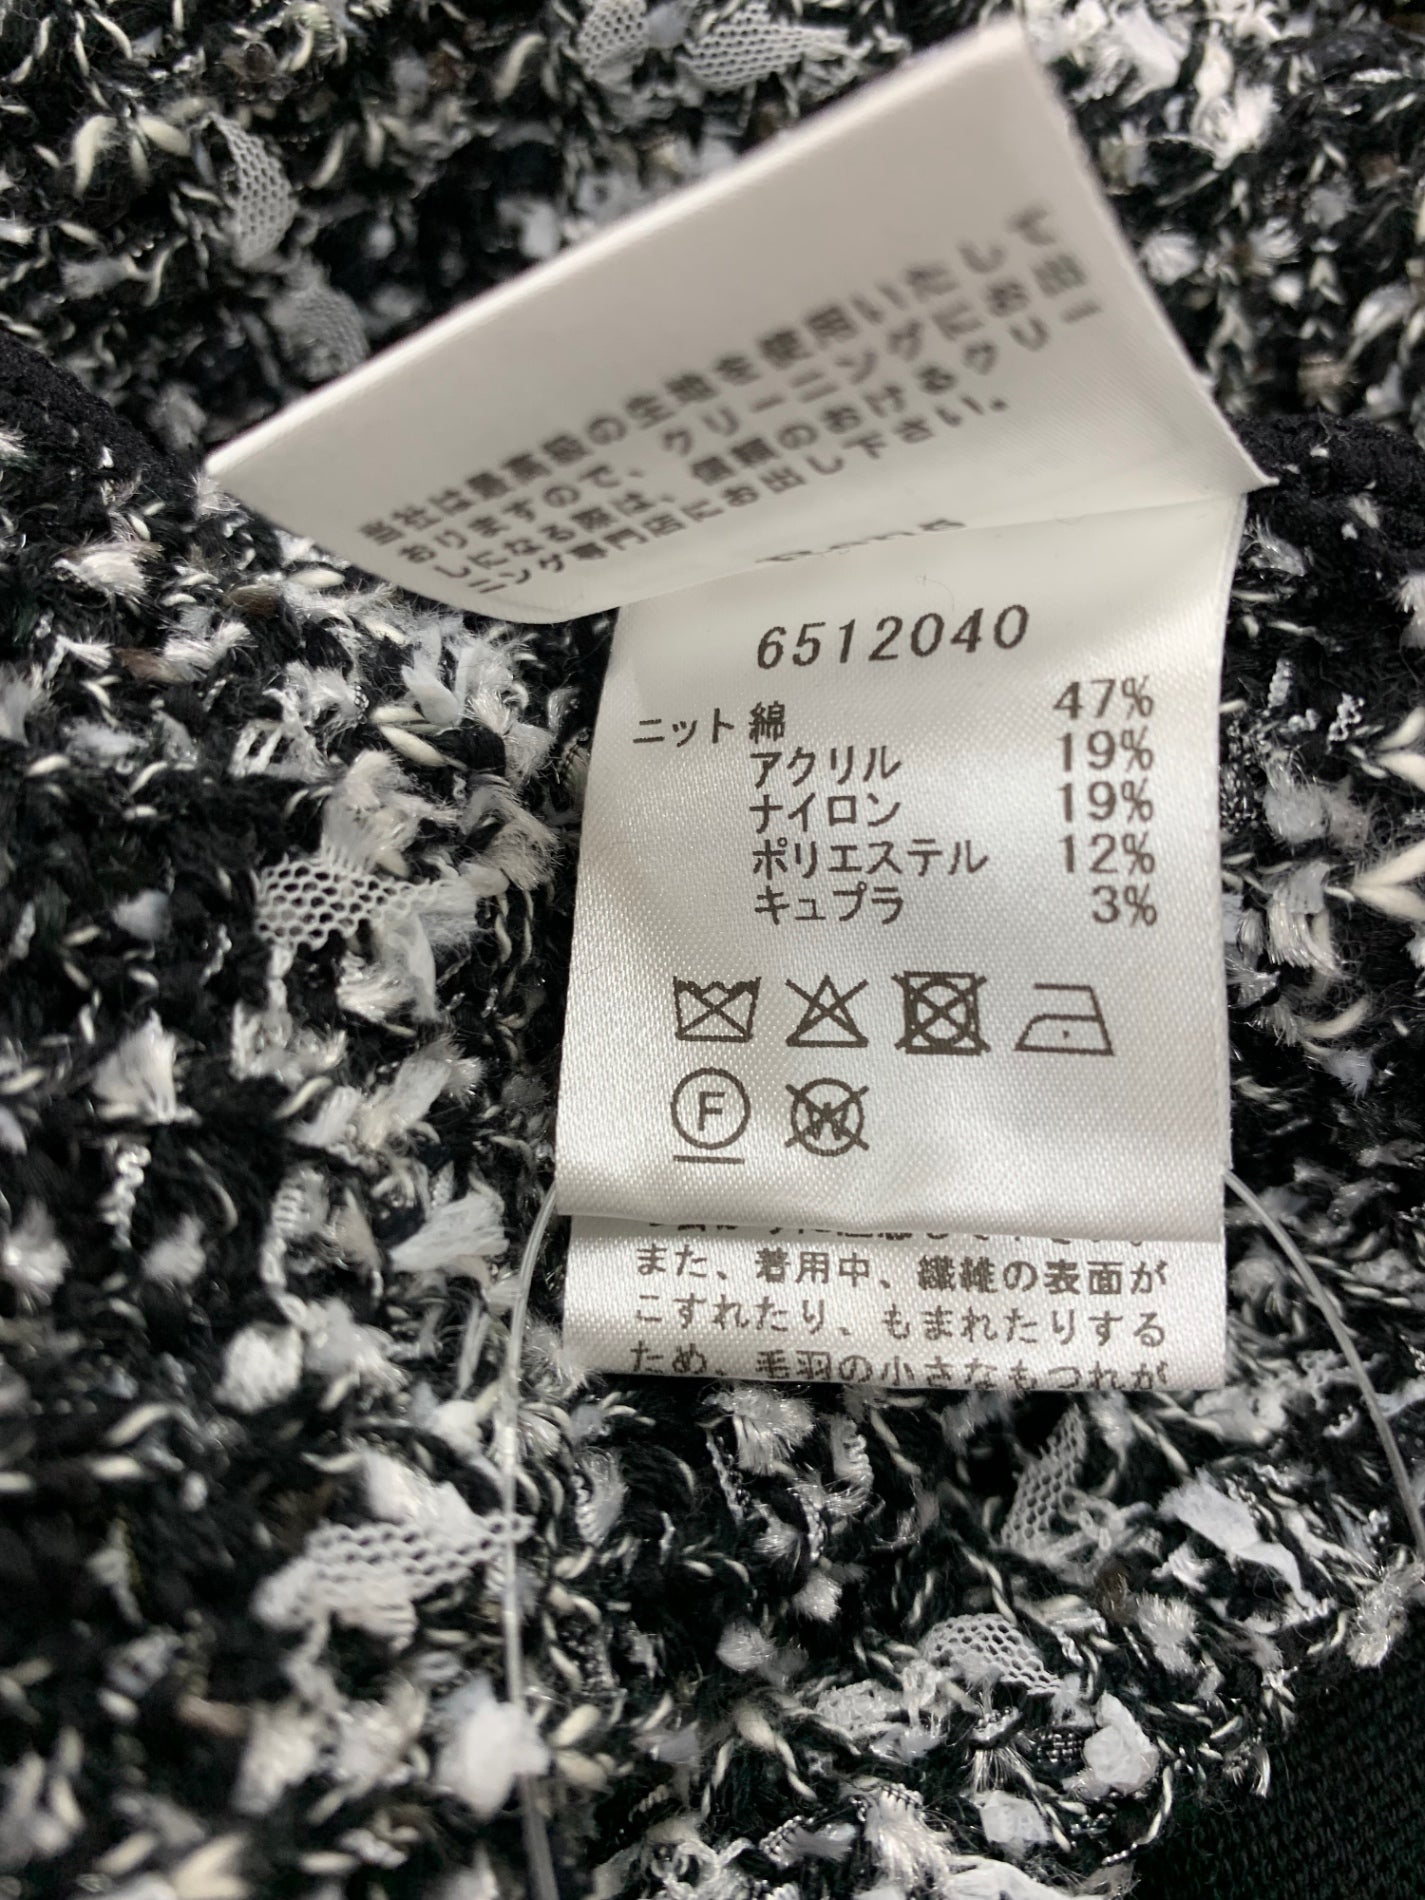 当社は最高級の生地を使用いたして
おりますので、クリーニングにお出
しになる際は、信頼のおけるクリー
ニング専門店にお出し下さい。
6512040
ニット 綿 47%
アクリル 19%
ナイロン 19%
ポリエステル 12%
キュプラ 3%
F
W
また、着用中、繊維の表面が
こすれたり、もまれたりする
ため、毛羽の小さなもつれが